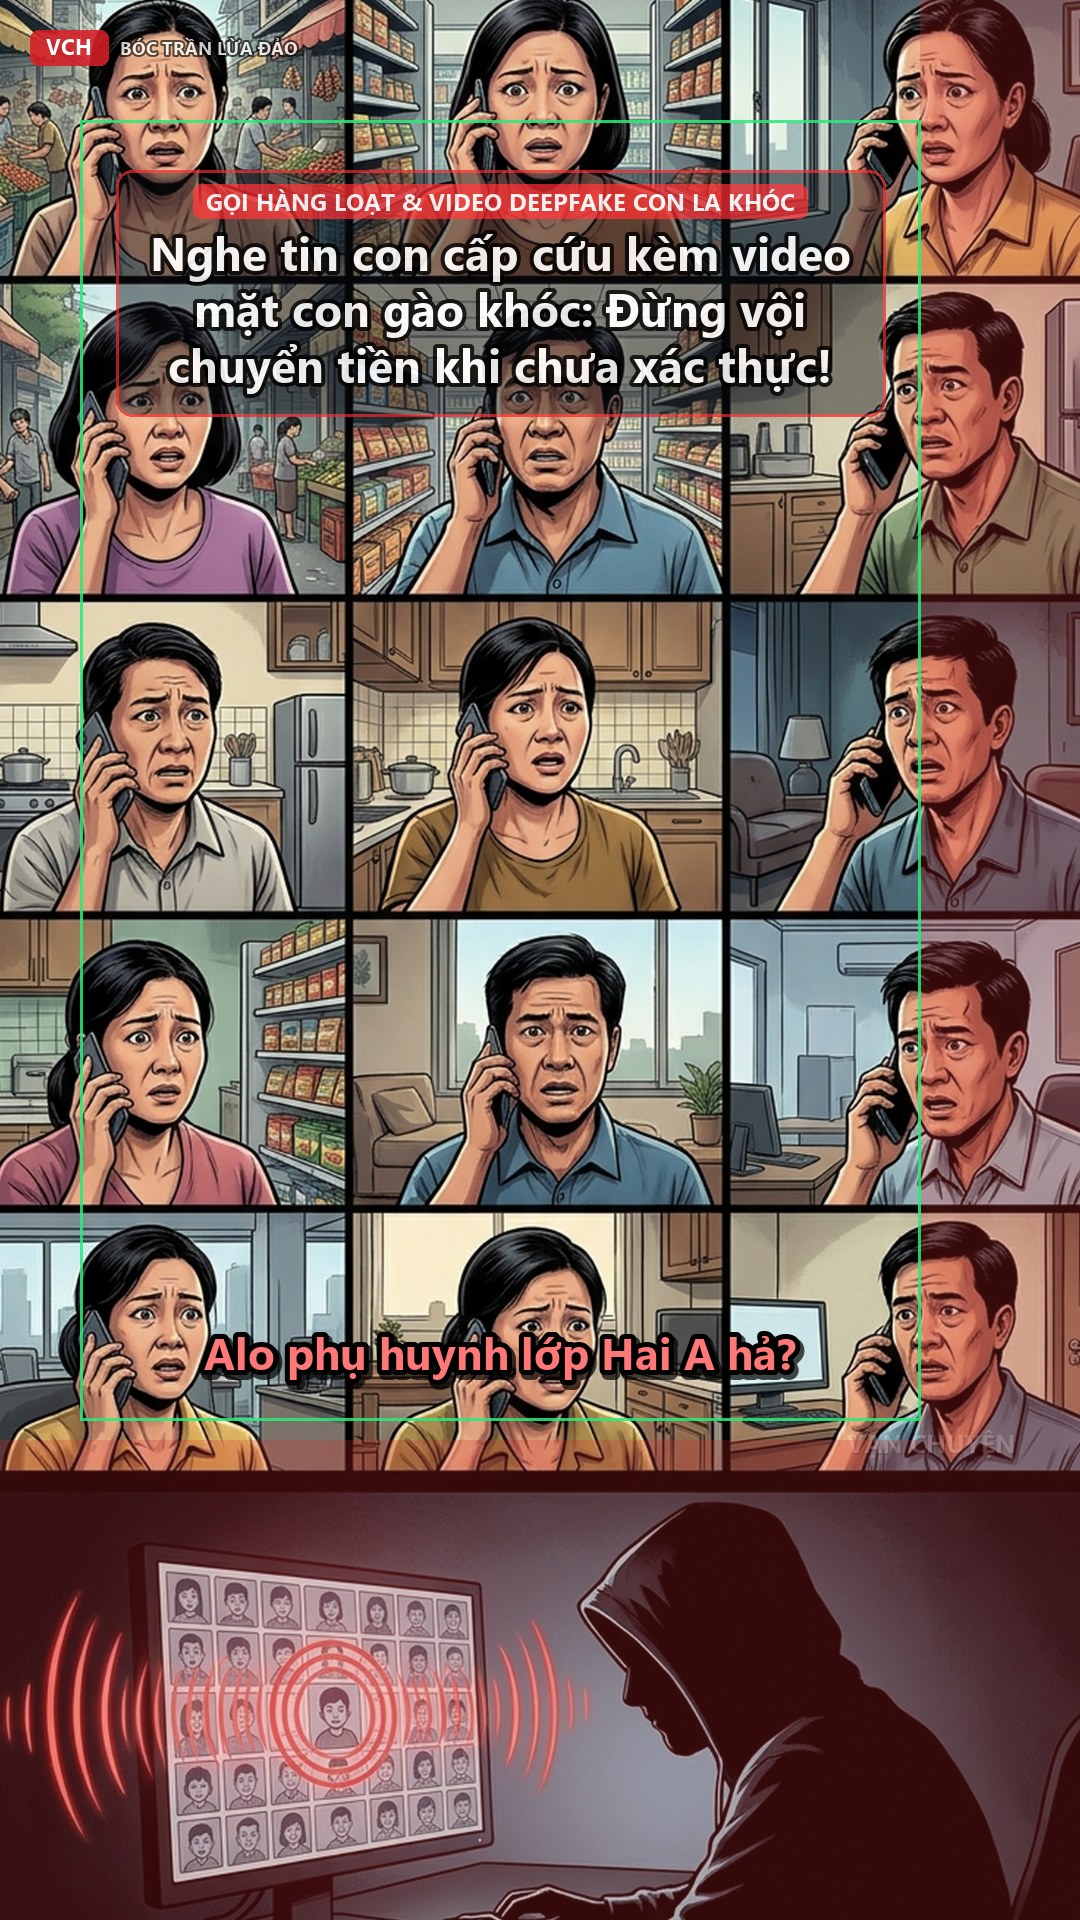 VCH BÓC TRẦN LỪA ĐẢO
GỌI HÀNG LOẠT & VIDEO DEEPFAKE CON LA KHÓC
Nghe tin con cấp cứu kèm video
mặt con gào khóc: Đừng vội
chuyển tiền khi chưa xác thực!
Alo phụ huynh lớp Hai A hả?
VẠN CHUYỆN